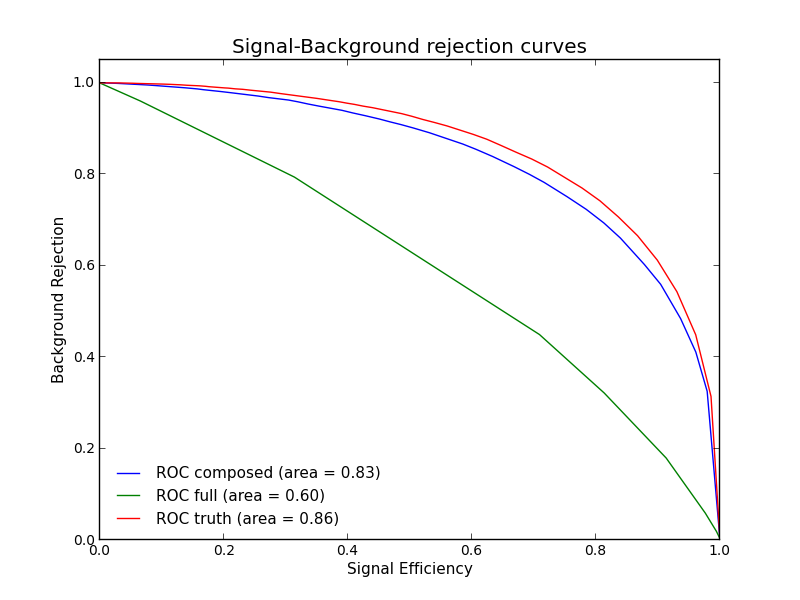 Signal-Background rejection curves
1.0
0.8
0.6
0.4
0.2
0.0
Background Rejection
ROC composed (area = 0.83)
ROC full (area = 0.60)
ROC truth (area = 0.86)
0.0 0.2 0.4 0.6 0.8 1.0
Signal Efficiency